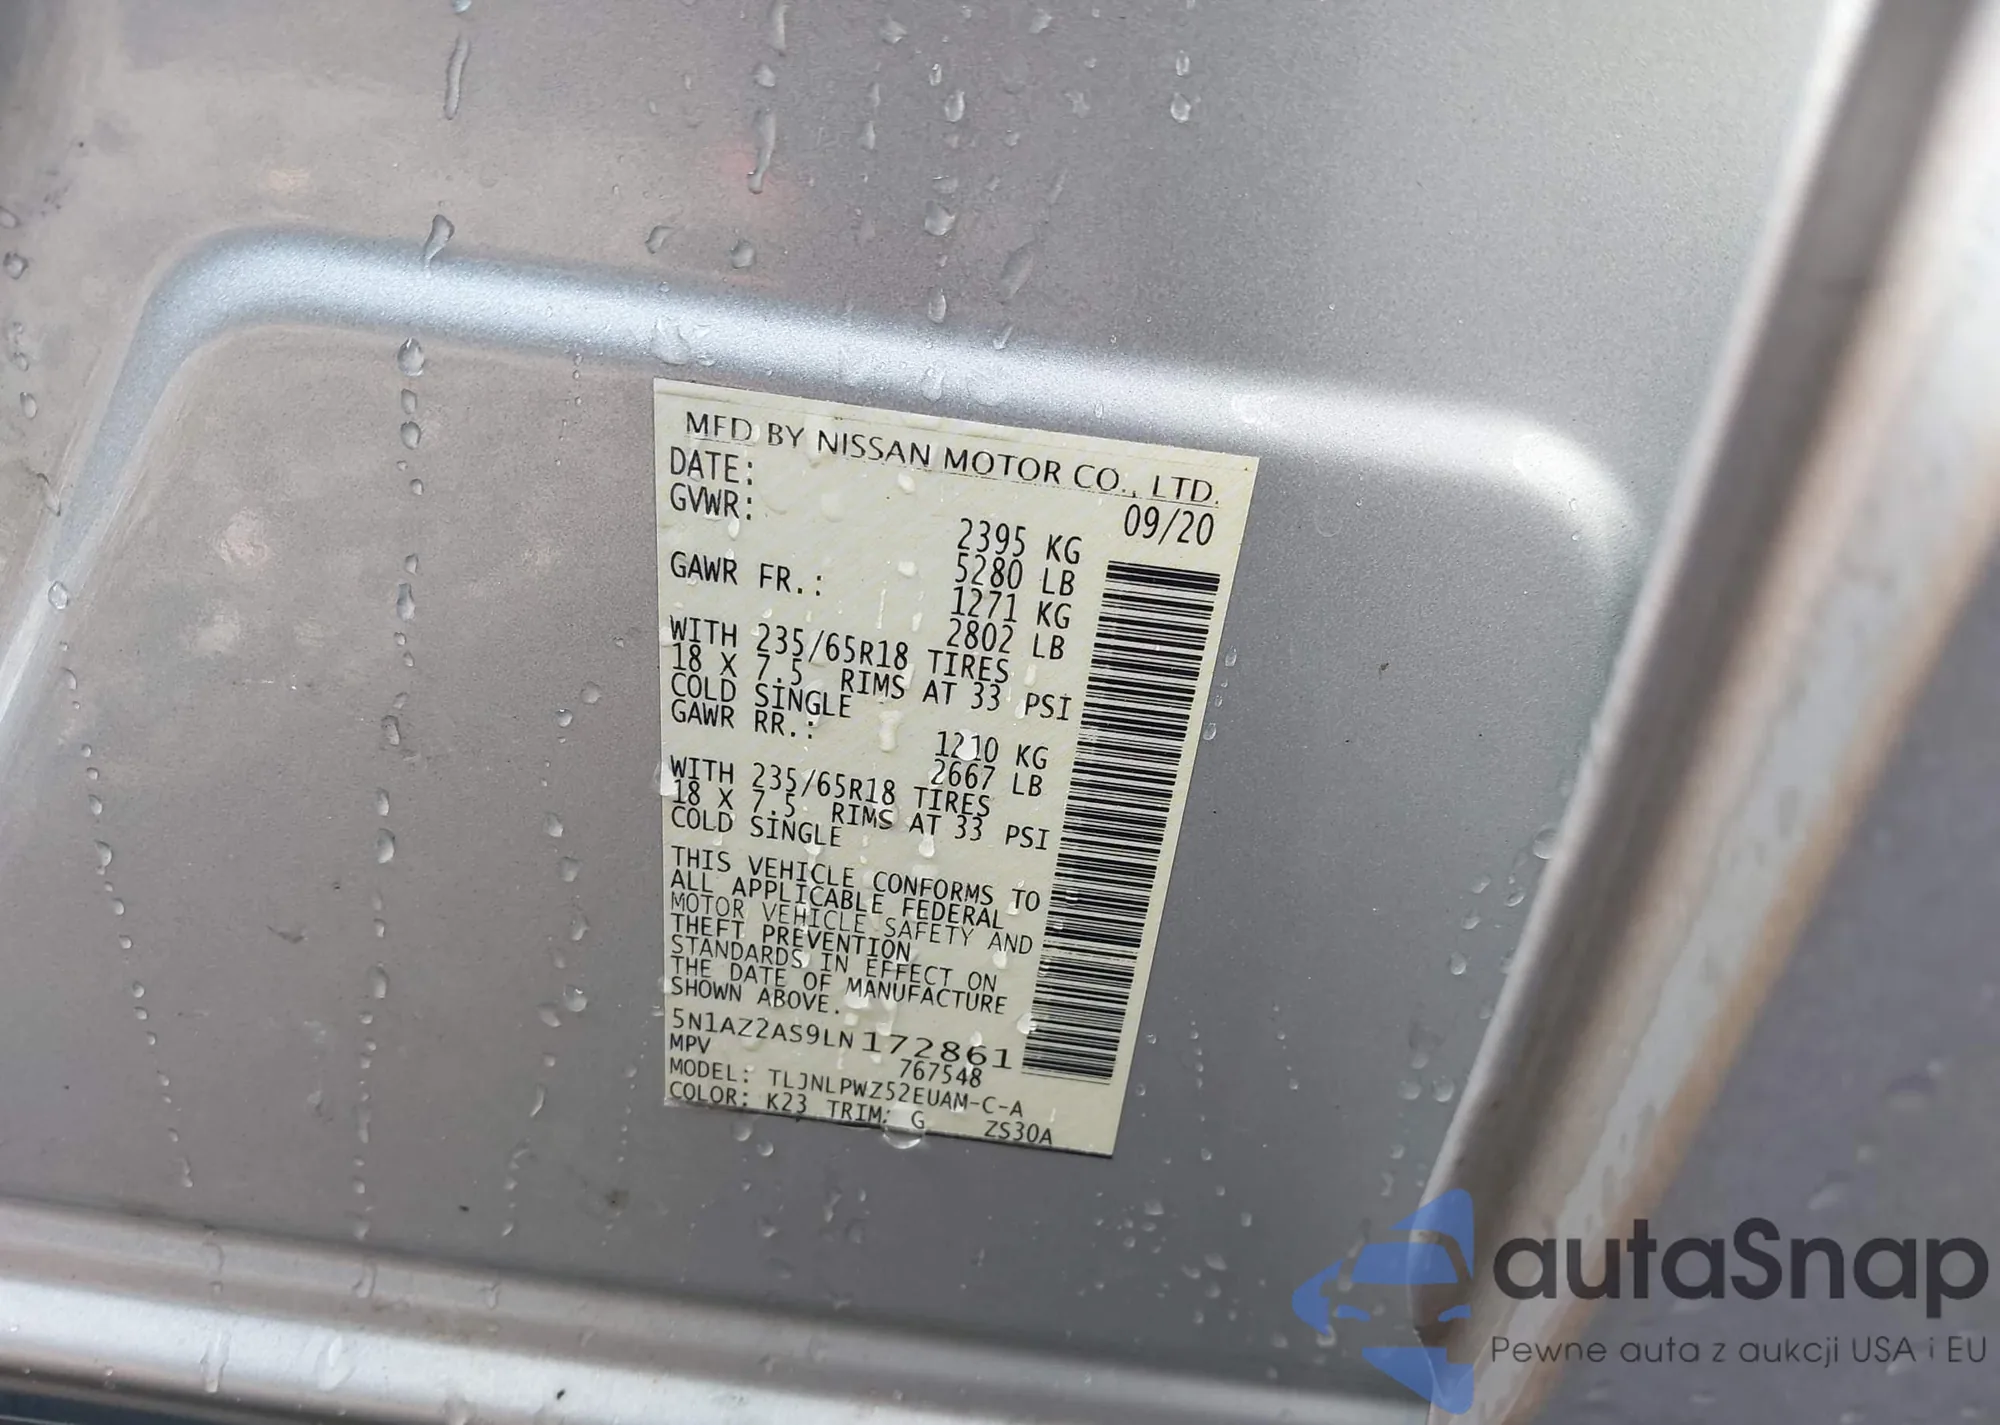 MFD BY NISSAN MOTOR CO., LTD.
DATE: 09/20
GVWR: 2395 KG
5280 LB
GAWR FR.: 1271 KG
2802 LB
WITH 235/65R18 TIRES
18 X 7.5 RIMS AT 33 PSI
COLD SINGLE
GAWR RR.: 1210 KG
2667 LB
WITH 235/65R18 TIRES
18 X 7.5 RIMS AT 33 PSI
COLD SINGLE
THIS VEHICLE CONFORMS TO
ALL APPLICABLE FEDERAL
MOTOR VEHICLE SAFETY AND
THEFT PREVENTION
STANDARDS IN EFFECT ON
THE DATE OF MANUFACTURE
SHOWN ABOVE.
5N1AZ2AS9LN172861
MPV 767548
MODEL: TLJNLPWZ52EUAM-C-A
COLOR: K23 TRIM: G ZS30A
autaSnap
Pewne auta z aukcji USA i EU